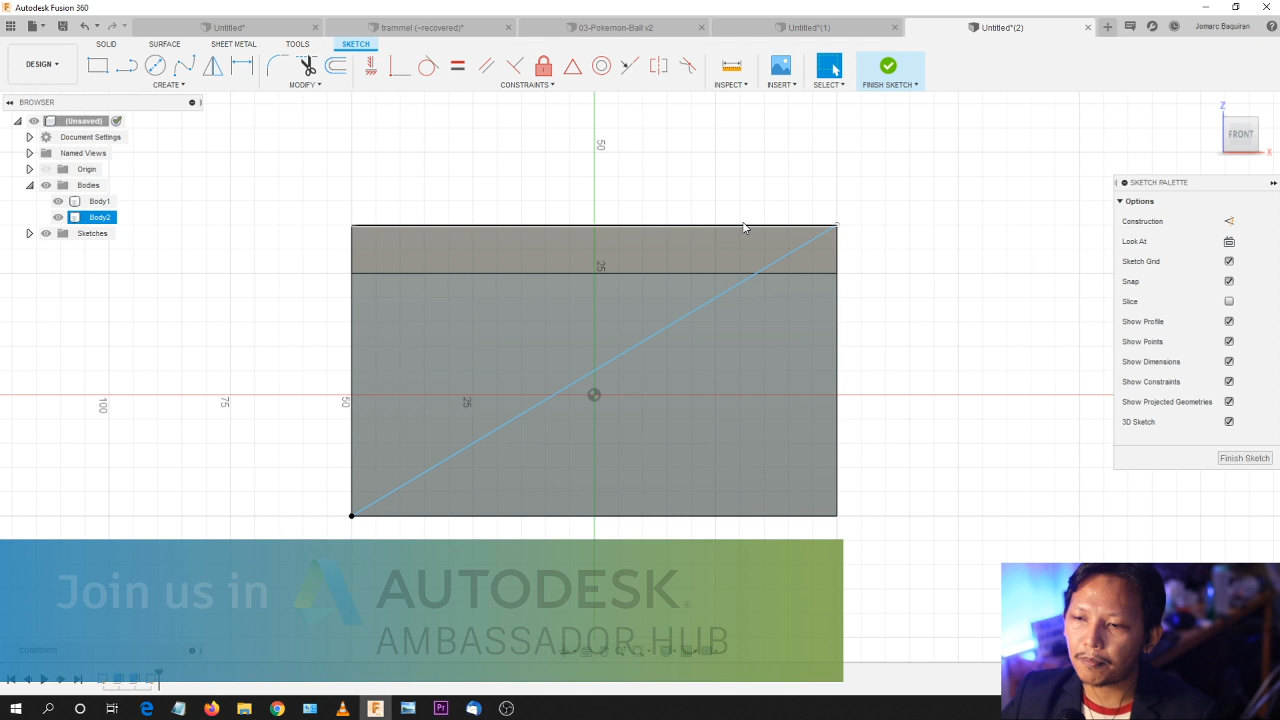 Autodesk Fusion 360
Untitled*
trammel (~recovered)*
03-Pokemon-Ball v2
Untitled*(1)
Untitled*(2)
Jomarc Baquiran
SOLID
SURFACE
SHEET METAL
TOOLS
SKETCH
DESIGN
CREATE
MODIFY
CONSTRAINTS
INSPECT
INSERT
SELECT
FINISH SKETCH
BROWSER
(Unsaved)
Document Settings
Named Views
Origin
Bodies
Body1
Body2
Sketches
Z
FRONT
X
50
25
100
75
50
25
SKETCH PALETTE
Options
Construction
Look At
Sketch Grid
Snap
Slice
Show Profile
Show Points
Show Dimensions
Show Constraints
Show Projected Geometries
3D Sketch
Finish Sketch
Join us in
AUTODESK®
AMBASSADOR HUB
COMMENTS